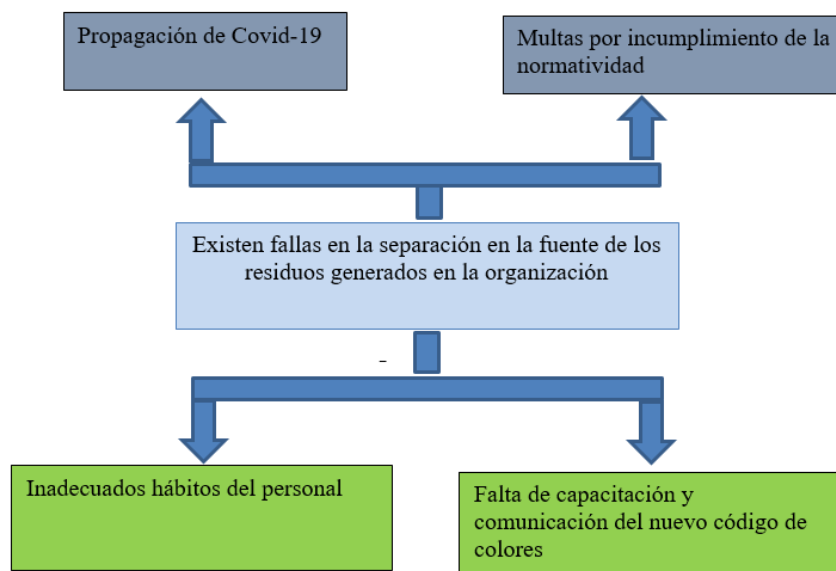 Propagación de Covid-19
Multas por incumplimiento de la
normatividad
Existen fallas en la separación en la fuente de los
residuos generados en la organización
-
Inadecuados hábitos del personal
Falta de capacitación y
comunicación del nuevo código de
colores